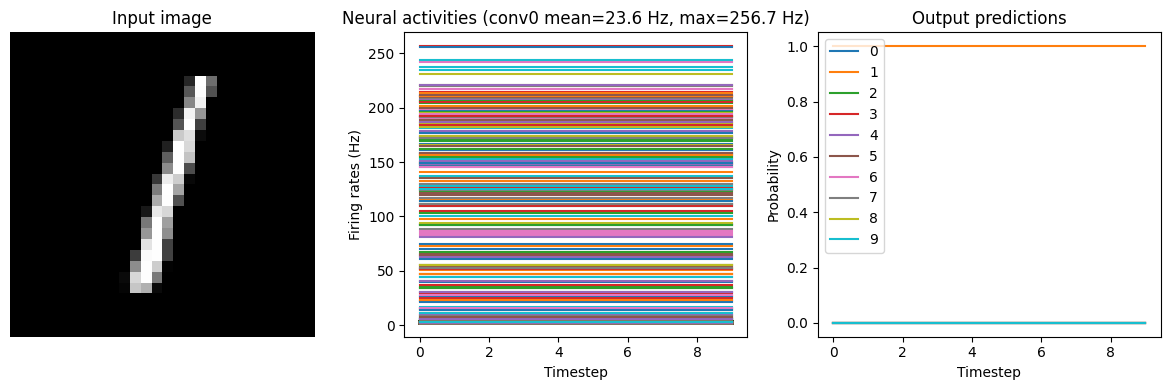 Input image
Neural activities (conv0 mean=23.6 Hz, max=256.7 Hz)
Output predictions
Firing rates (Hz)
250
200
150
100
50
0
0 2 4 6 8
Timestep
Probability
1.0
0.8
0.6
0.4
0.2
0.0
0
1
2
3
4
5
6
7
8
9
0 2 4 6 8
Timestep